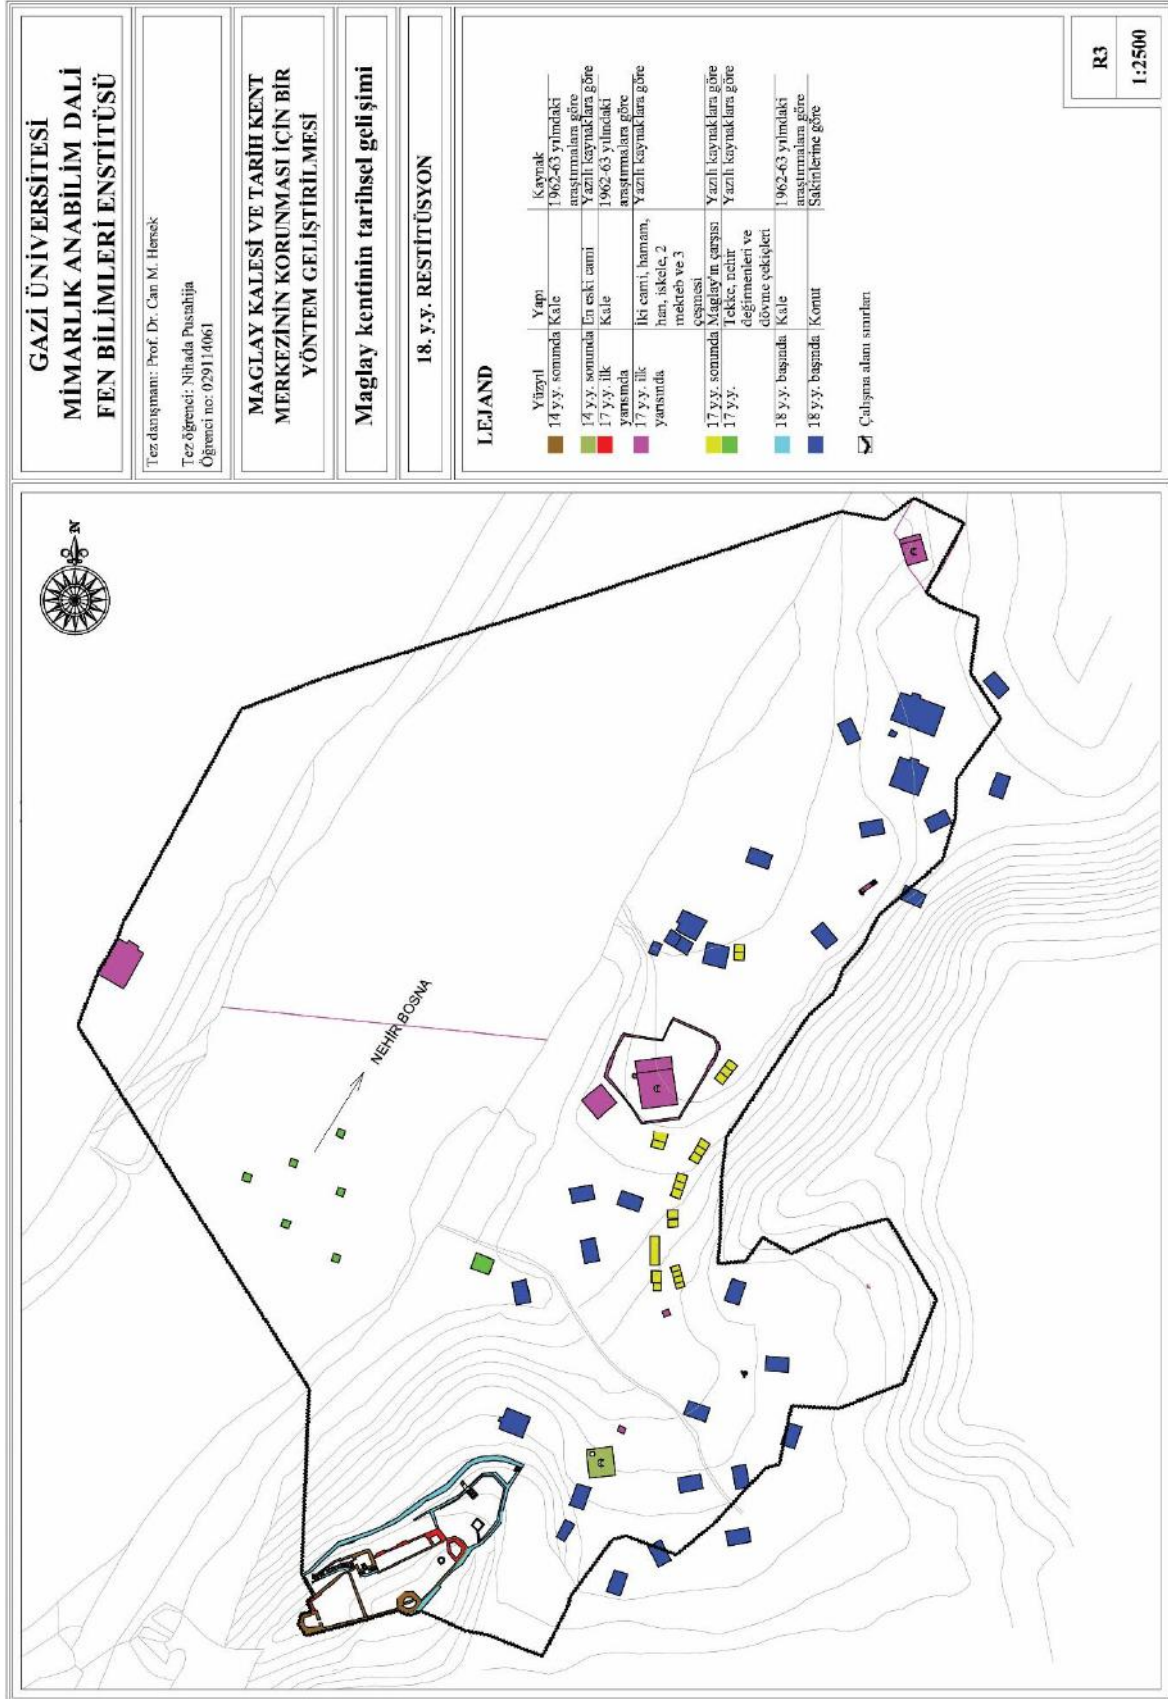 GAZİ ÜNİVERSİTESİ
MİMARLIK ANABİLİM DALİ
FEN BİLİMLERİ ENSTİTÜSÜ
Tez danışmanı: Prof. Dr. Can M. Hersek
Tez öğrenci: Nihada Pustahija
Öğrenci no: 029114061
MAGLAY KALESİ VE TARİH KENT
MERKEZİNİN KORUNMASI İÇİN BİR
YÖNTEM GELİŞTİRİLMESİ
Maglay kentinin tarihsel gelişimi
18. y.y. RESTİTÜSYON
LEJAND
Yüzyıl Yapı Kaynak
14 y.y. sonunda Kale 1962-63 yılındaki
araştırmalara göre
14 y.y. sonunda En eski cami Yazılı kaynaklara göre
17 y.y. ilk Kale 1962-63 yılındaki
yarısında araştırmalara göre
17 y.y. ilk İki cami, hamam, Yazılı kaynaklara göre
yarısında han, iskele, 2
mekteb ve 3
çeşmesi
17 y.y. sonunda Maglay'ın çarşısı Yazılı kaynaklara göre
17 y.y. Tekke, nehir Yazılı kaynaklara göre
değirmenleri ve
dövme çekiçleri
18 y.y. başında Kale 1962-63 yılındaki
araştırmalara göre
18 y.y. başında Konut Sakinlerine göre
Çalışma alanı sınırları
R3
1:2500
N
NEHİR BOSNA